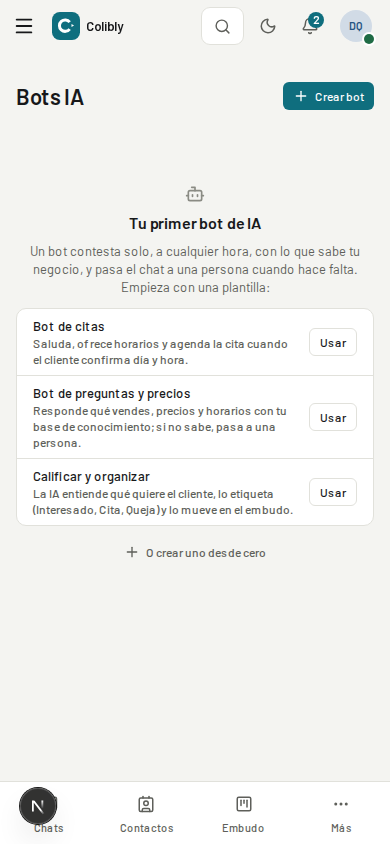 Colibly
2
DQ
Bots IA
Crear bot
Tu primer bot de IA
Un bot contesta solo, a cualquier hora, con lo que sabe tu
negocio, y pasa el chat a una persona cuando hace falta.
Empieza con una plantilla:
Bot de citas
Saluda, ofrece horarios y agenda la cita cuando
el cliente confirma día y hora.
Usar
Bot de preguntas y precios
Responde qué vendes, precios y horarios con tu
base de conocimiento; si no sabe, pasa a una
persona.
Usar
Calificar y organizar
La IA entiende qué quiere el cliente, lo etiqueta
(Interesado, Cita, Queja) y lo mueve en el embudo.
Usar
O crear uno desde cero
N
Chats
Contactos
Embudo
Más